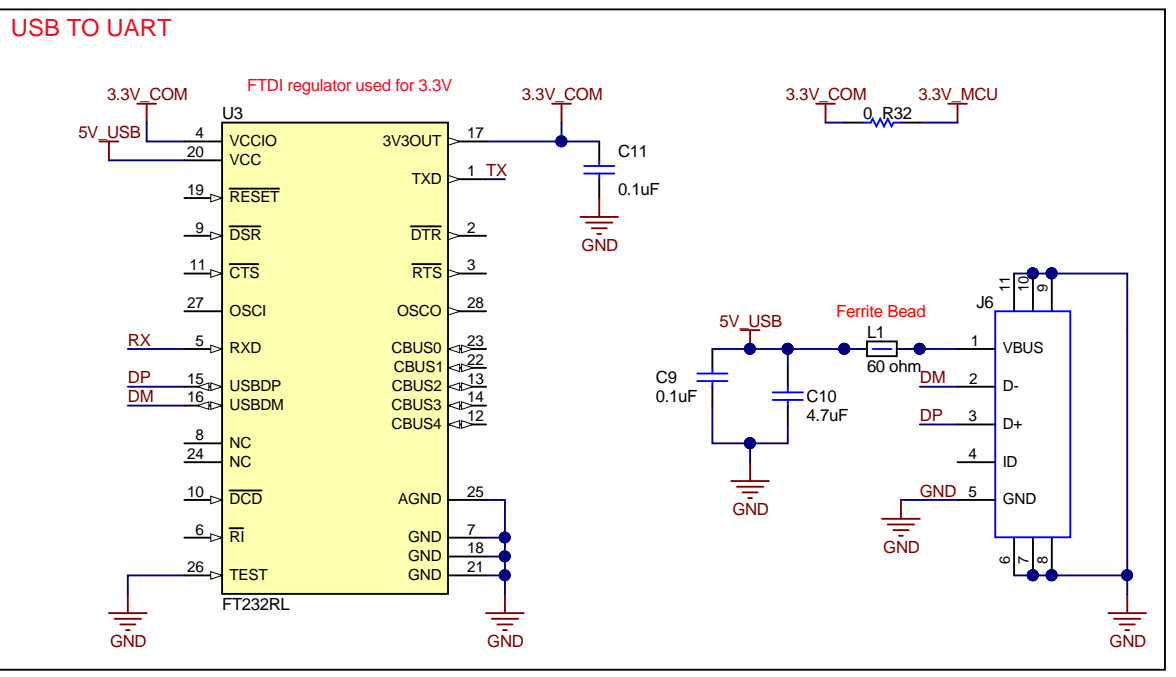 USB TO UART
FTDI regulator used for 3.3V
3.3V_COM
5V_USB
U3
4 VCCIO
20 VCC
19 RESET
9 DSR
11 CTS
27 OSCI
RX 5 RXD
DP 15 USBDP
DM 16 USBDM
8 NC
24 NC
10 DCD
6 RI
26 TEST
GND
FT232RL
3V3OUT 17
TXD 1 TX
DTR 2
RTS 3
OSCO 28
CBUS0 23
CBUS1 22
CBUS2 13
CBUS3 14
CBUS4 12
AGND 25
GND 7
GND 18
GND 21
GND
3.3V_COM
C11
0.1uF
GND
3.3V_COM
0 R32
3.3V_MCU
5V_USB
C9
0.1uF
C10
4.7uF
GND
Ferrite Bead
L1
60 ohm
J6
11 10 9
1 VBUS
DM 2 D-
DP 3 D+
4 ID
GND 5 GND
GND
6 7 8
GND